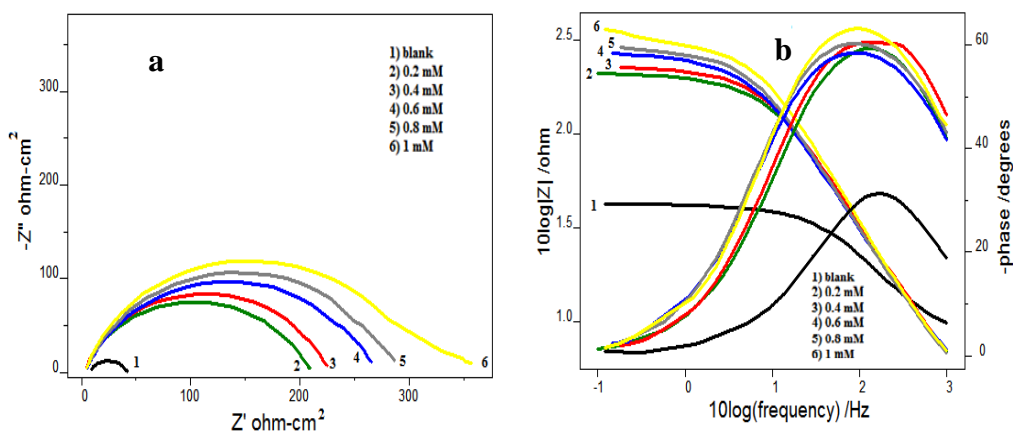 a
1) blank
2) 0.2 mM
3) 0.4 mM
4) 0.6 mM
5) 0.8 mM
6) 1 mM
300
200
100
0
-Z" ohm-cm²
1
2
3
4
5
6
0
100
200
300
Z' ohm-cm²
b
6
5
4
3
2
1
2.5
2.0
1.5
1.0
10log|Z| /ohm
60
40
20
0
-phase /degrees
1) blank
2) 0.2 mM
3) 0.4 mM
4) 0.6 mM
5) 0.8 mM
6) 1 mM
-1
0
1
2
3
10log(frequency) /Hz